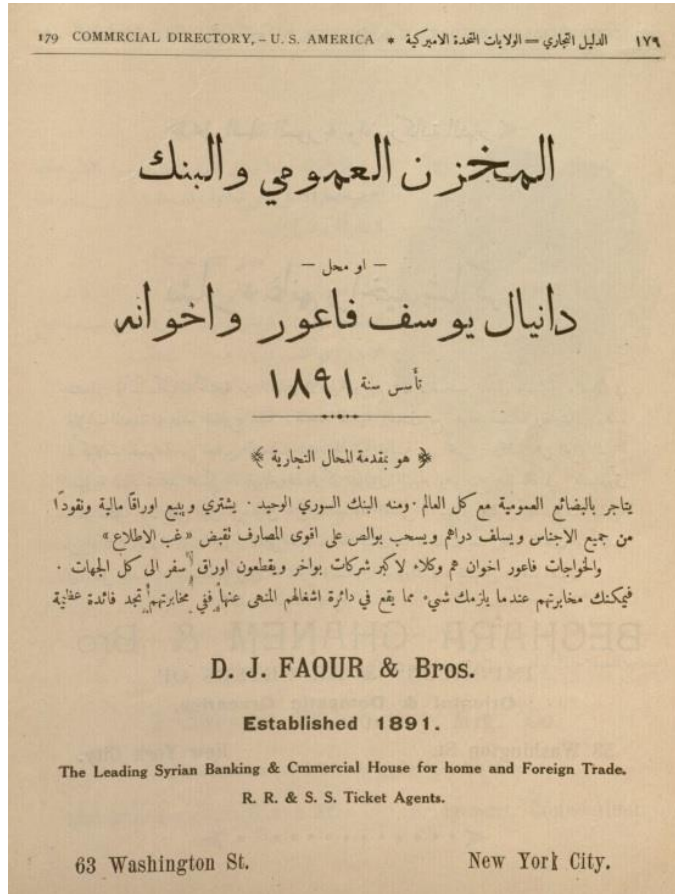 179 COMMRCIAL DIRECTORY, - U. S. AMERICA * الدليل التجاري = الولايات المتحدة الاميركية ١٧٩
المخزن العمومي والبنك
- او محل -
دانيال يوسف فاعور واخوانه
تأسس سنة ١٨٩١
هو بمقدمة المحال التجارية
يتاجر بالبضائع العمومية مع كل العالم · ومنه البنك السوري الوحيد · يشتري ويبيع اوراقًا مالية ونقودًا
من جميع الاجناس ويسلف دراهم ويسحب بوالص على اقوى المصارف تقبض «غب الاطلاع»
والخواجات فاعور اخوان هم وكلاء لاكبر شركات بواخر ويقطعون اوراق سفر الى كل الجهات ·
فيمكنك مخابرتهم عندما يلزمك شيء مما يقع في دائرة اشغالهم المنهى عنها ففي مخابرتهم تجد فائدة
D. J. FAOUR & Bros.
Established 1891.
The Leading Syrian Banking & Cmmercial House for home and Foreign Trade.
R. R. & S. S. Ticket Agents.
63 Washington St. New York City.